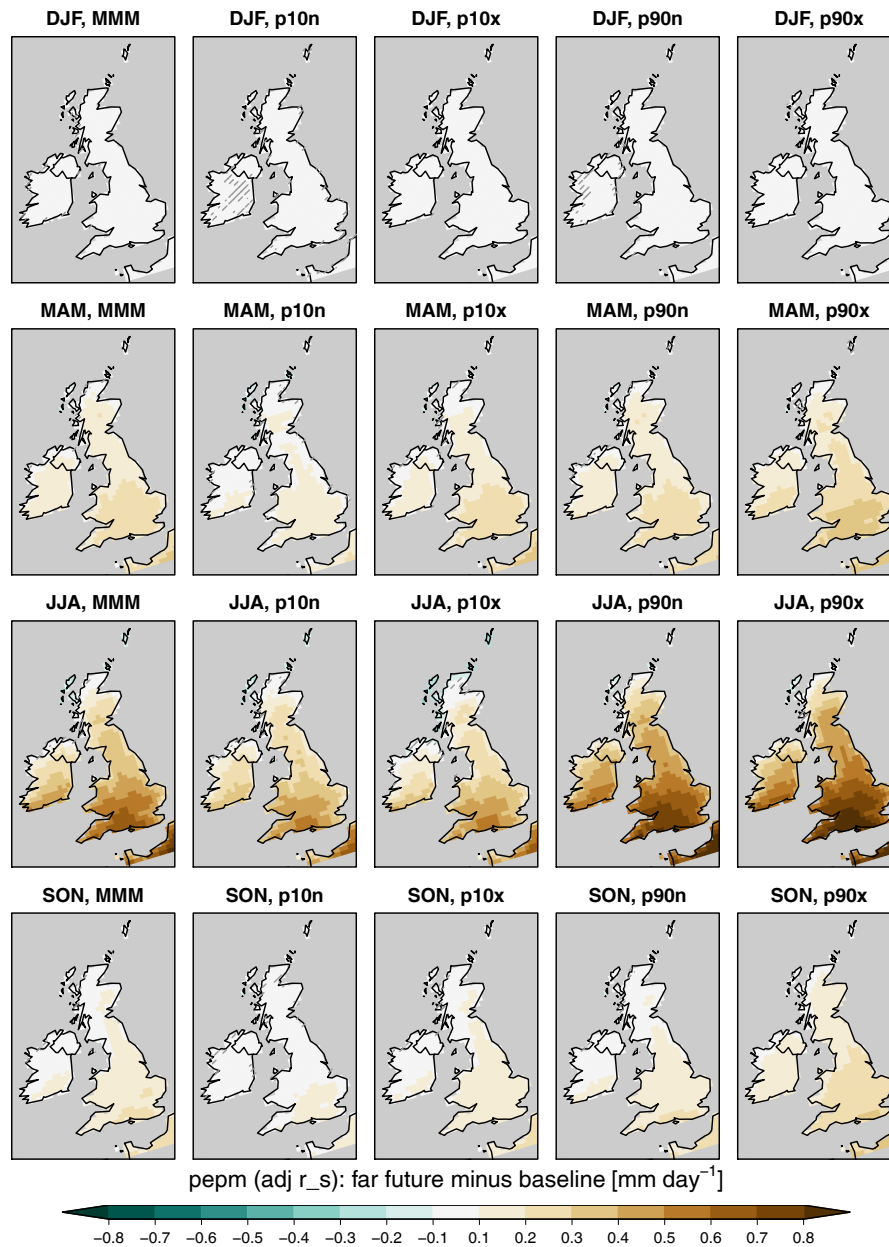 DJF, MMM DJF, p10n DJF, p10x DJF, p90n DJF, p90x
MAM, MMM MAM, p10n MAM, p10x MAM, p90n MAM, p90x
JJA, MMM JJA, p10n JJA, p10x JJA, p90n JJA, p90x
SON, MMM SON, p10n SON, p10x SON, p90n SON, p90x
pepm (adj r_s): far future minus baseline [mm day⁻¹]
−0.8 −0.7 −0.6 −0.5 −0.4 −0.3 −0.2 −0.1 0.1 0.2 0.3 0.4 0.5 0.6 0.7 0.8